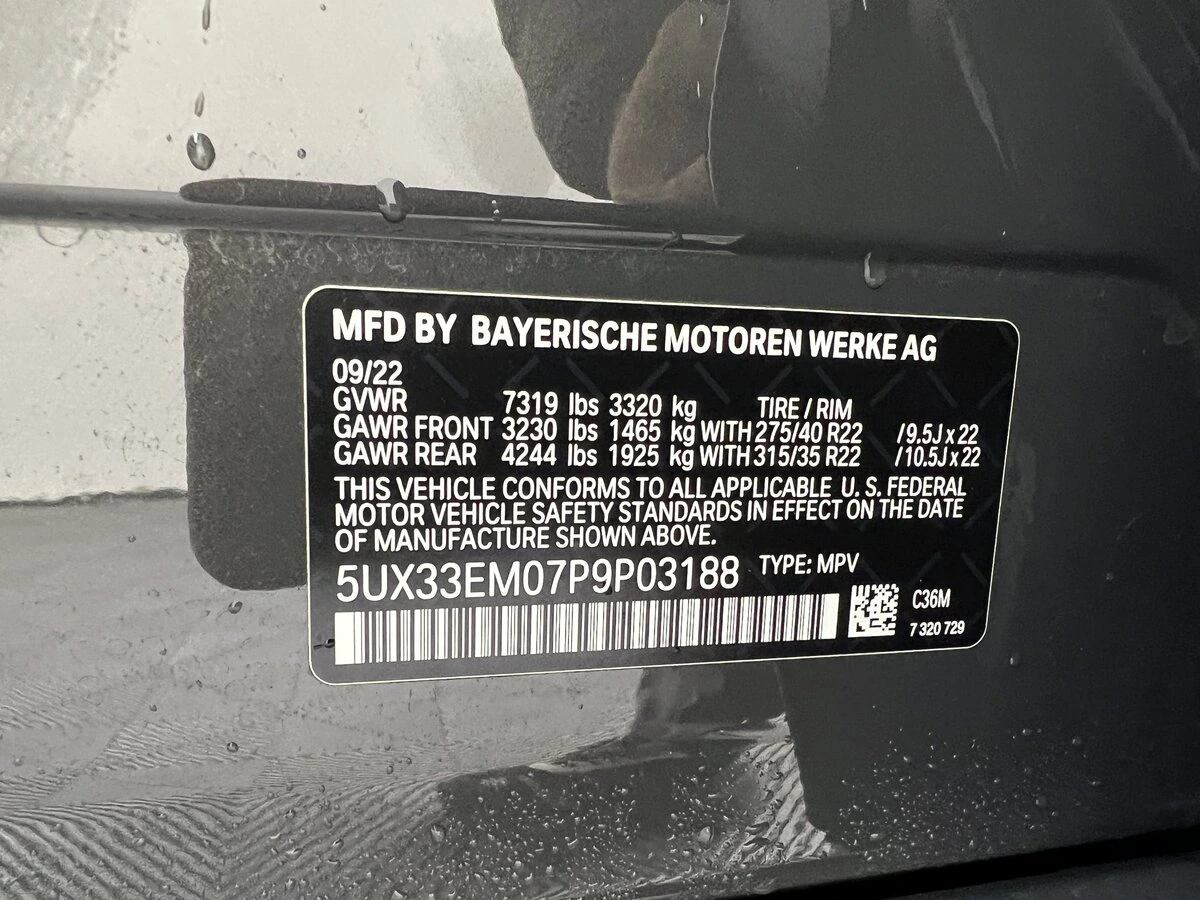 MFD BY BAYERISCHE MOTOREN WERKE AG
09/22
GVWR 7319 lbs 3320 kg TIRE / RIM
GAWR FRONT 3230 lbs 1465 kg WITH 275/40 R22 / 9.5J x 22
GAWR REAR 4244 lbs 1925 kg WITH 315/35 R22 / 10.5J x 22
THIS VEHICLE CONFORMS TO ALL APPLICABLE U. S. FEDERAL
MOTOR VEHICLE SAFETY STANDARDS IN EFFECT ON THE DATE
OF MANUFACTURE SHOWN ABOVE.
5UX33EM07P9P03188 TYPE: MPV
C36M
7 320 729